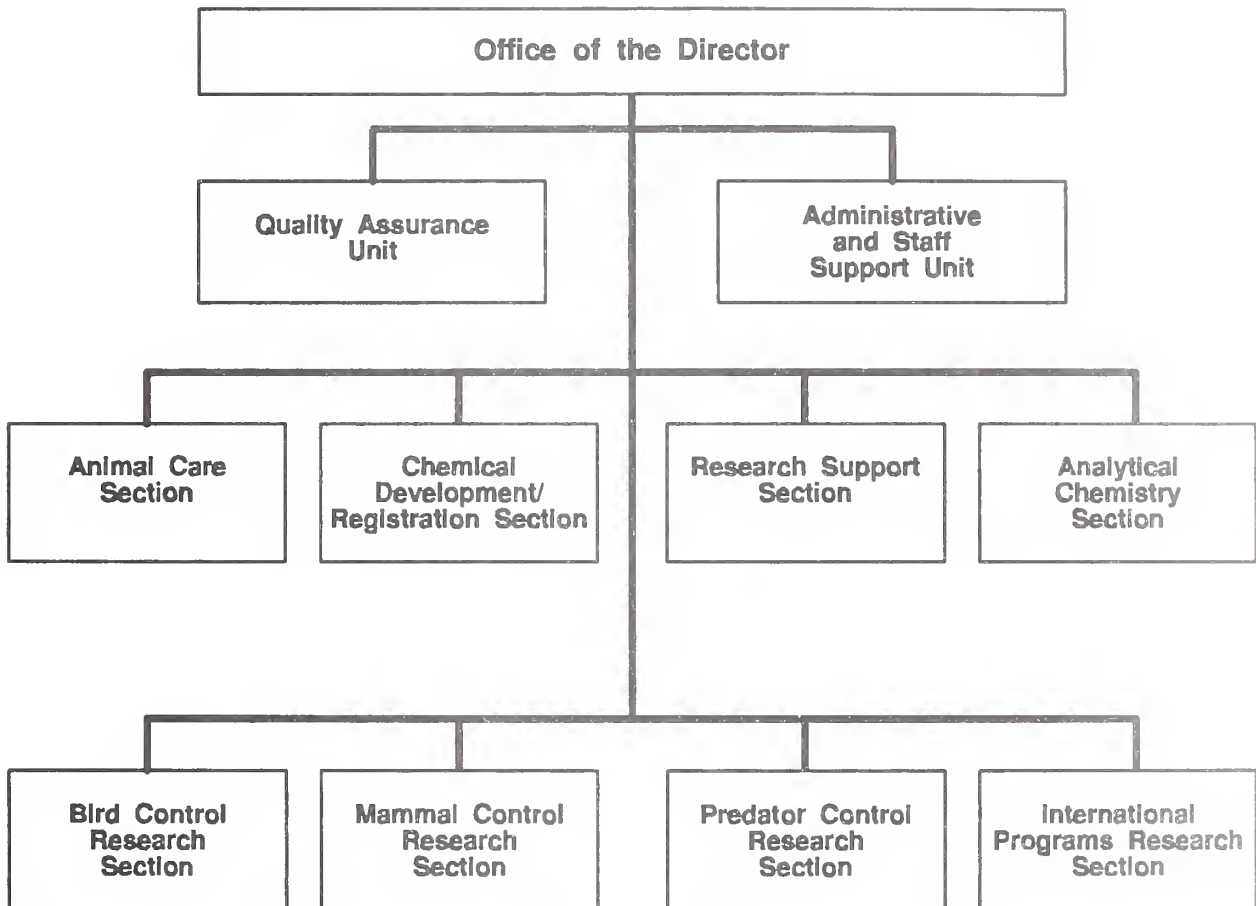 Office of the Director
Quality Assurance
Unit
Administrative
and Staff
Support Unit
Animal Care
Section
Chemical
Development/
Registration Section
Research Support
Section
Analytical
Chemistry
Section
Bird Control
Research
Section
Mammal Control
Research
Section
Predator Control
Research
Section
International
Programs Research
Section